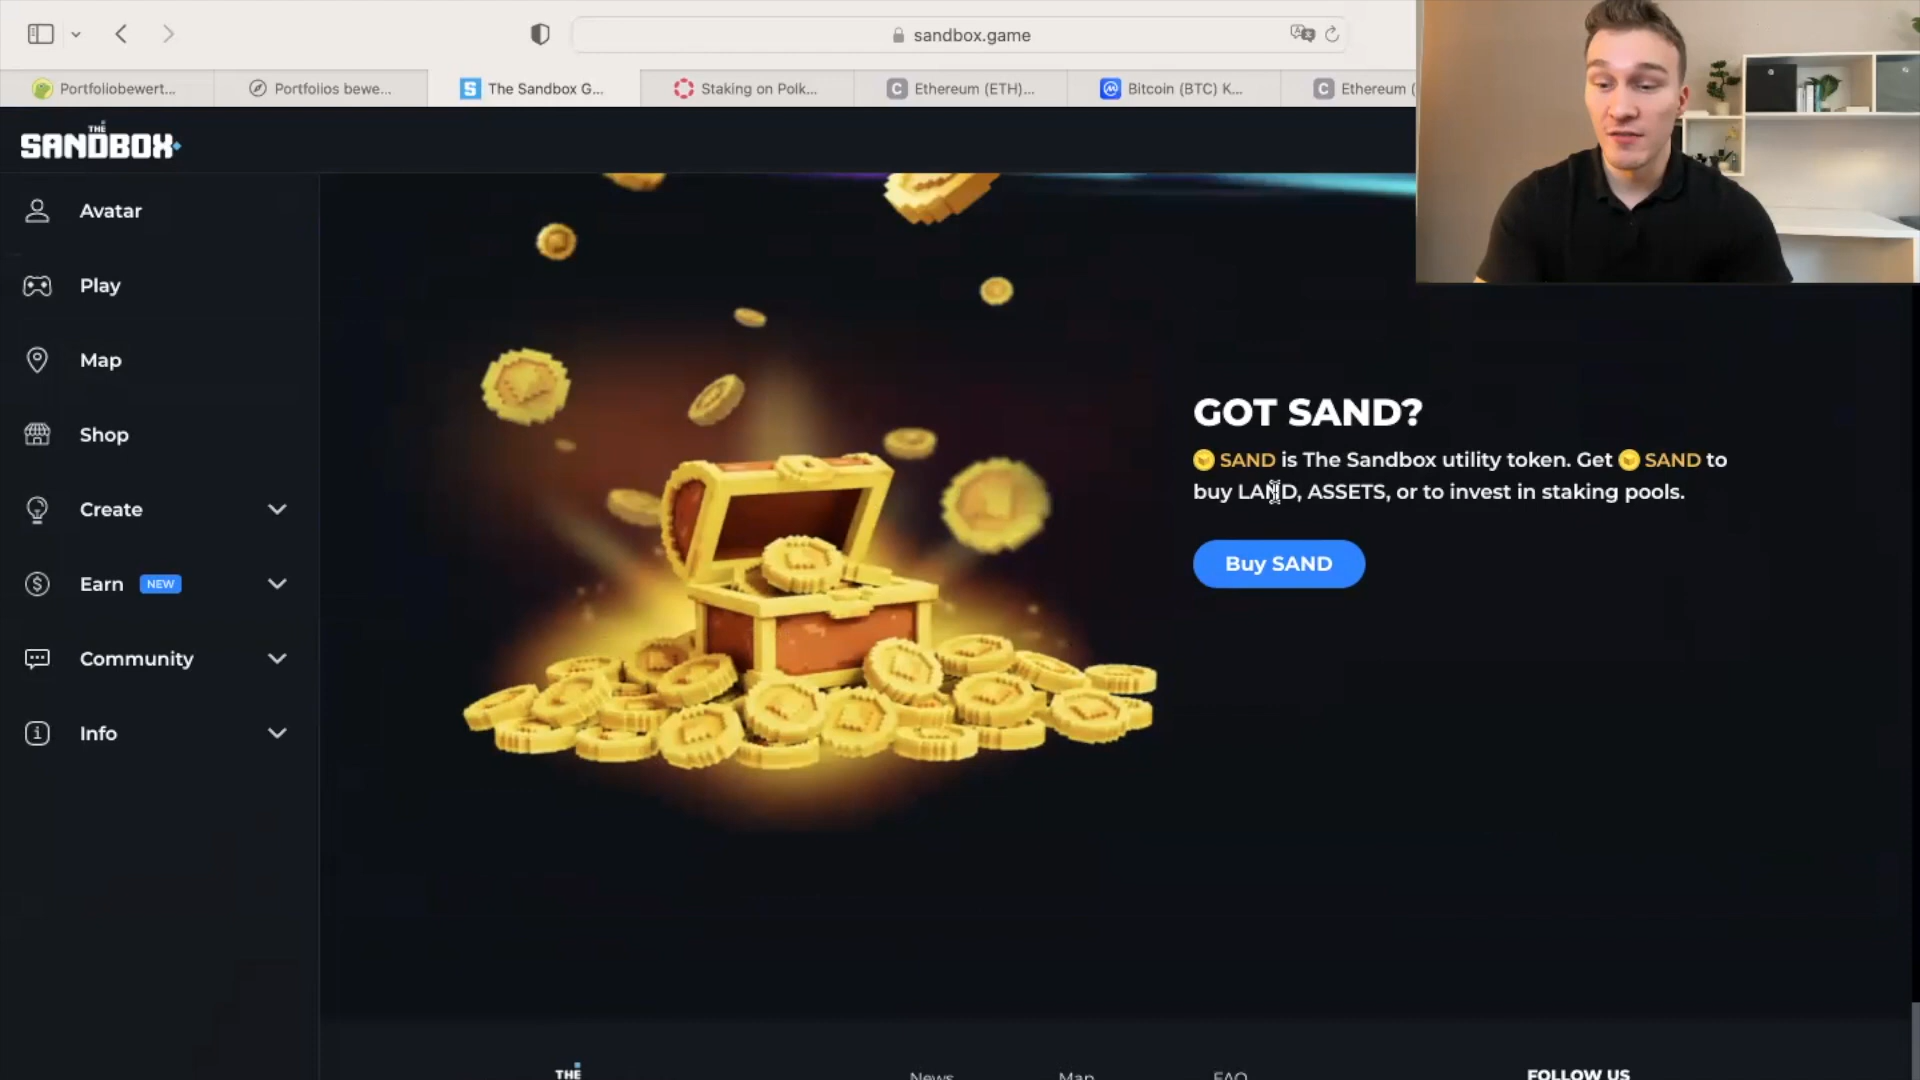 sandbox.game
Portfoliobewert...
Portfolios bewe...
The Sandbox G...
Staking on Polk...
C
Ethereum (ETH)...
Bitcoin (BTC) K...
C
Ethereum (
THE
SANDBOX
Avatar
Play
Map
Shop
Create
Earn NEW
Community
Info
GOT SAND?
SAND is The Sandbox utility token. Get SAND to
buy LAND, ASSETS, or to invest in staking pools.
Buy SAND
THE
News
Map
FAQ
FOLLOW US